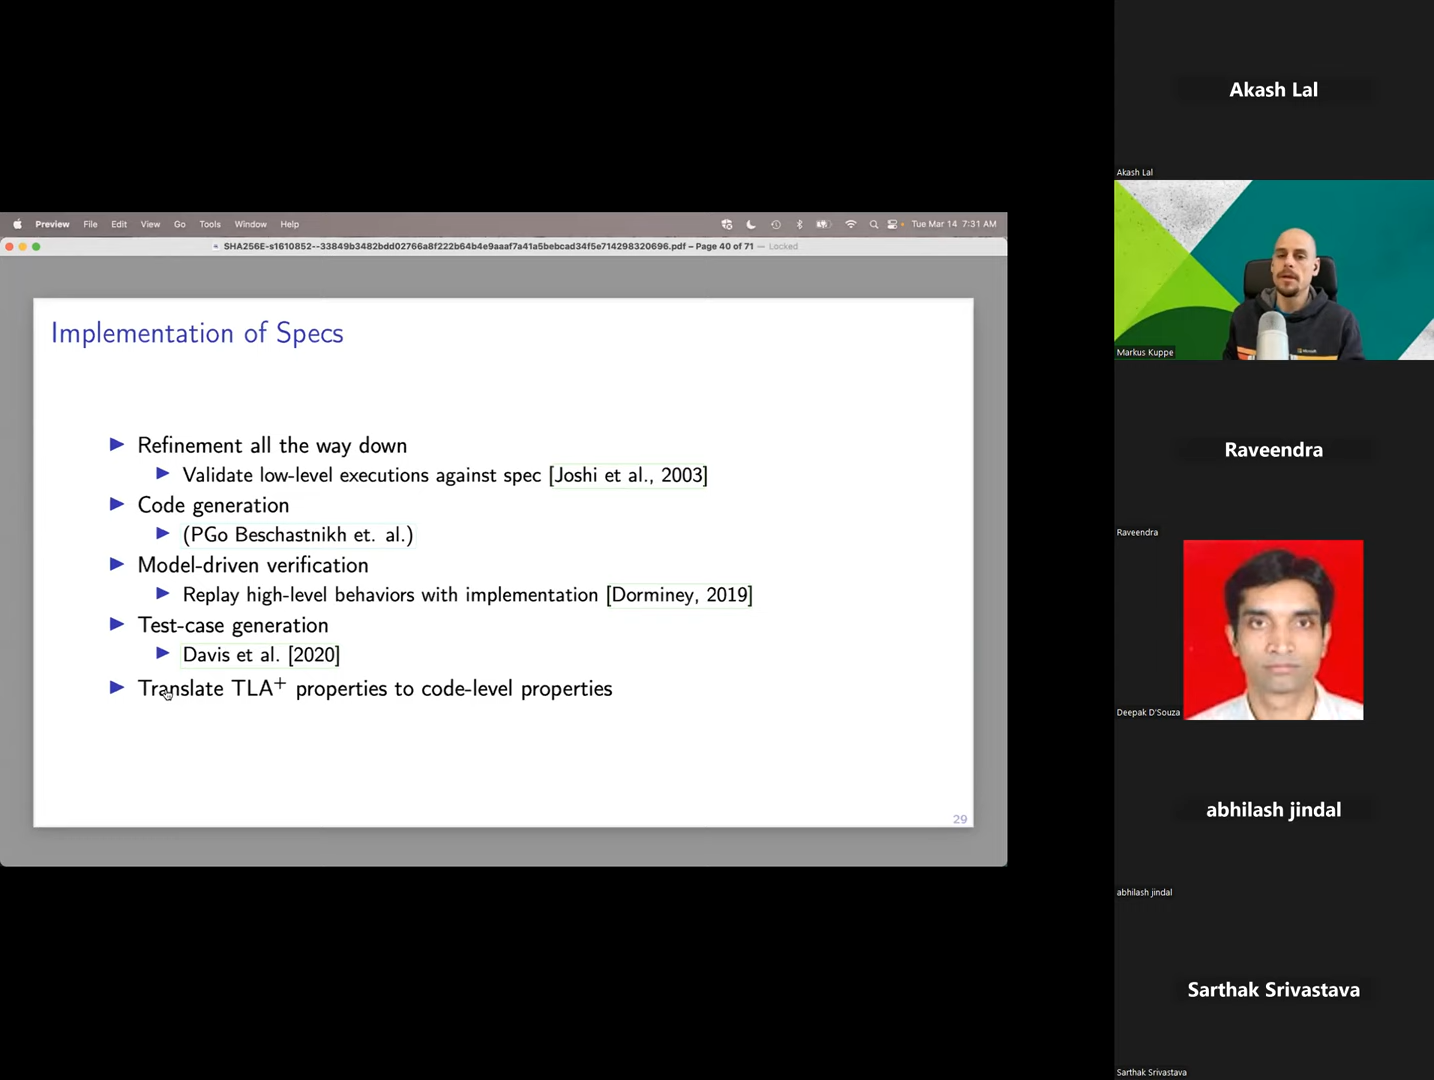 Preview File Edit View Go Tools Window Help Tue Mar 14 7:31 AM
SHA256E-s1610852--33849b3482bdd02766a8f222b64b4e9aaaf7a41a5bebcad34f5e714298320696.pdf – Page 40 of 71 — Locked
Implementation of Specs
Refinement all the way down
Validate low-level executions against spec [Joshi et al., 2003]
Code generation
(PGo Beschastnikh et. al.)
Model-driven verification
Replay high-level behaviors with implementation [Dorminey, 2019]
Test-case generation
Davis et al. [2020]
Translate TLA+ properties to code-level properties
29
Akash Lal
Akash Lal
Markus Kuppe
Raveendra
Raveendra
Deepak D'Souza
abhilash jindal
abhilash jindal
Sarthak Srivastava
Sarthak Srivastava